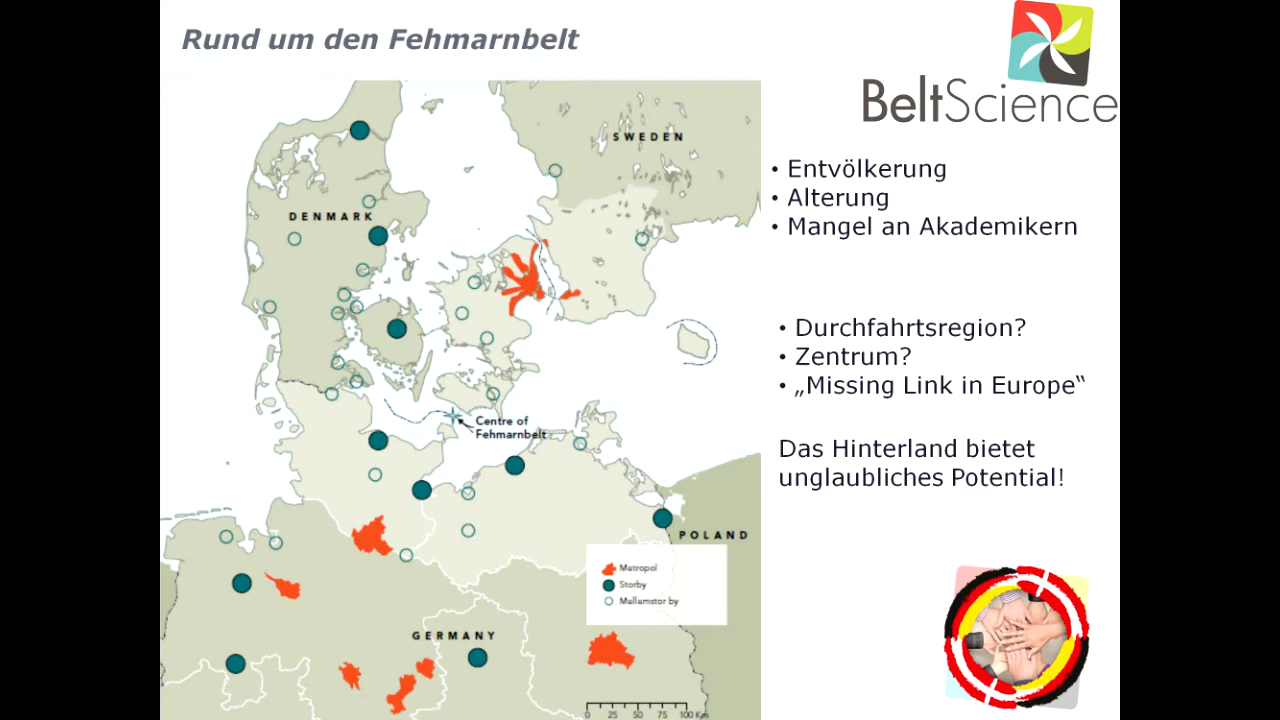 Rund um den Fehmarnbelt
BeltScience
SWEDEN
DENMARK
• Entvölkerung
• Alterung
• Mangel an Akademikern
• Durchfahrtsregion?
• Zentrum?
• „Missing Link in Europe“
Das Hinterland bietet
unglaubliches Potential!
Centre of
Fehmarnbelt
POLAND
Metropol
Storby
Mellemstor by
GERMANY
0 25 50 75 100 Km